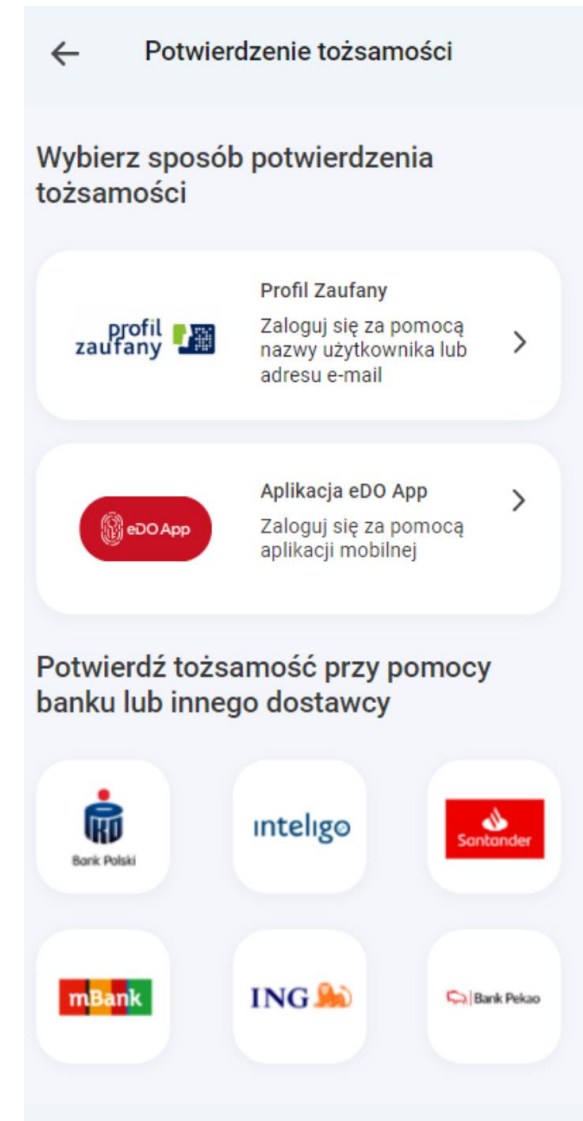 Potwierdzenie tożsamości
Wybierz sposób potwierdzenia
tożsamości
profil
zaufany
Profil Zaufany
Zaloguj się za pomocą
nazwy użytkownika lub
adresu e-mail
eDO App
Aplikacja eDO App
Zaloguj się za pomocą
aplikacji mobilnej
Potwierdź tożsamość przy pomocy
banku lub innego dostawcy
PKO
Bank Polski
inteligo
Santander
mBank
ING
Bank Pekao